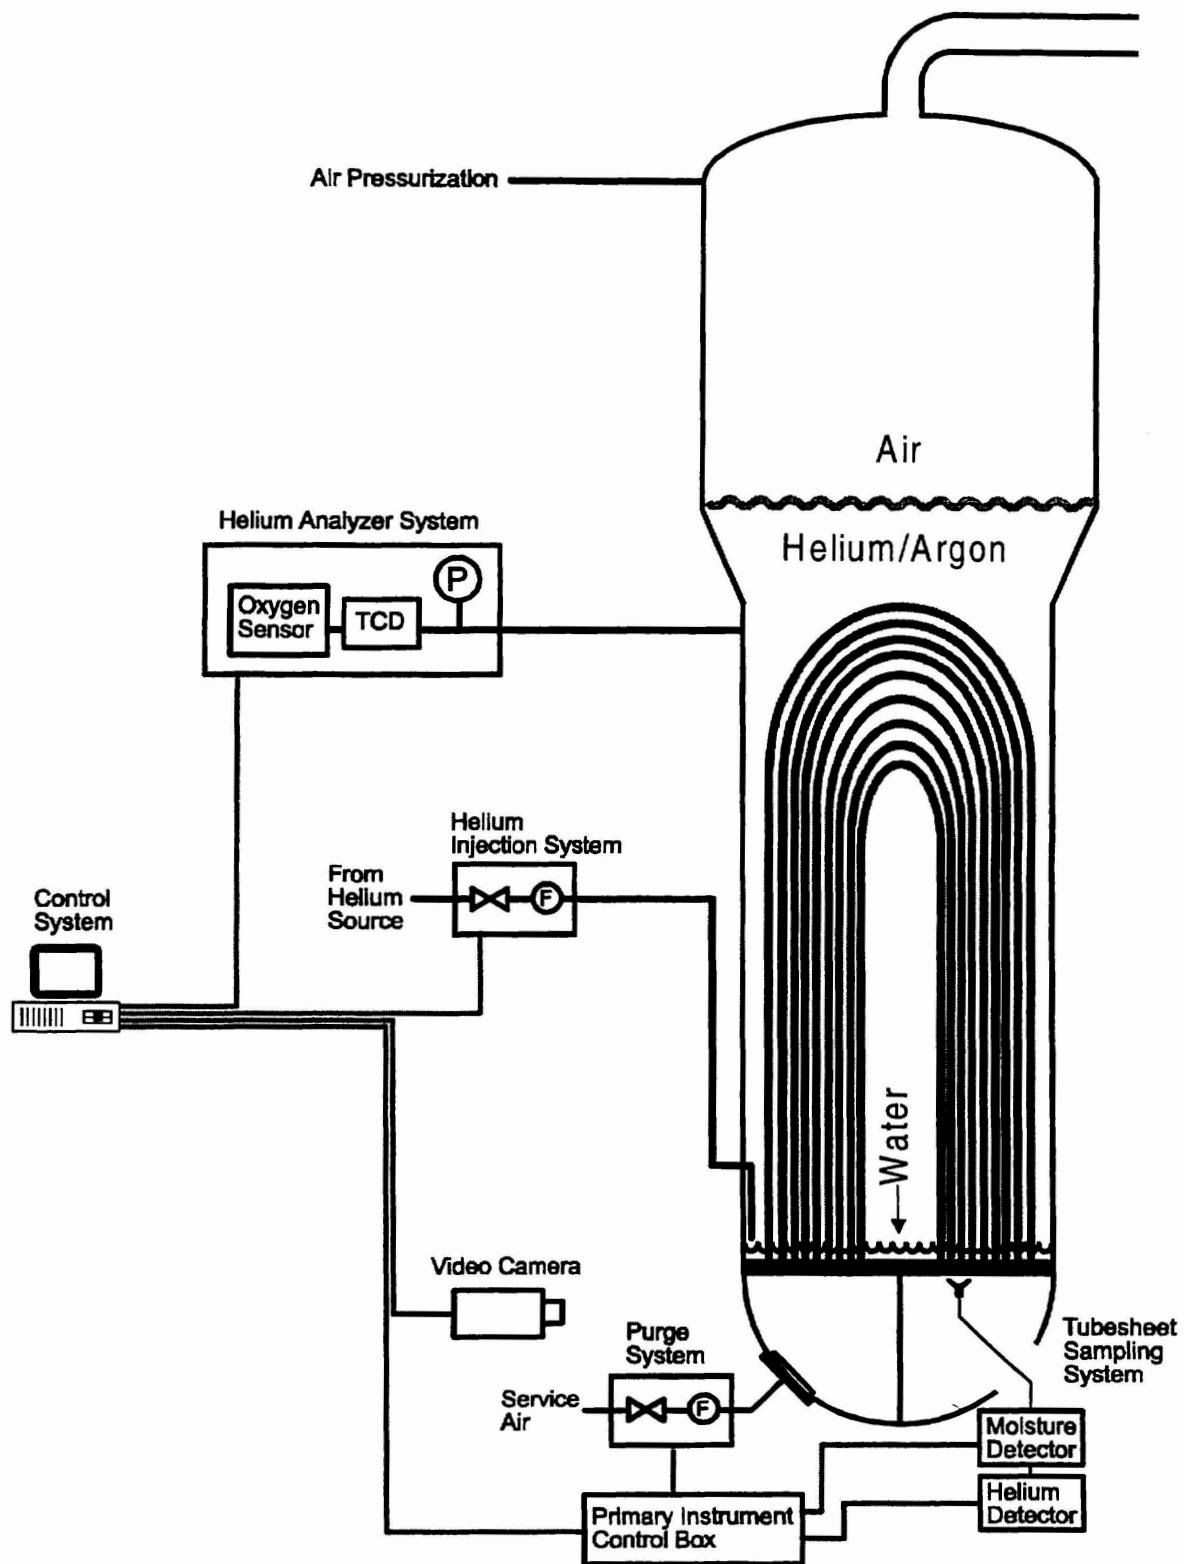 Air Pressurization
Air
Helium/Argon
Helium Analyzer System
P
Oxygen
Sensor
TCD
Helium
Injection System
From
Helium
Source
F
Control
System
Water
Video Camera
Purge
System
Service
Air
F
Tubesheet
Sampling
System
Moisture
Detector
Helium
Detector
Primary Instrument
Control Box